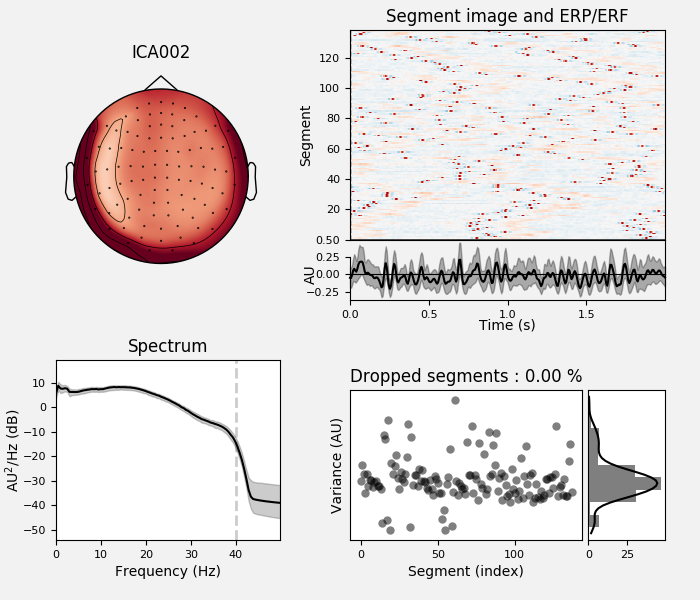 ICA002
Segment image and ERP/ERF
Segment
120
100
80
60
40
20
0.50
0.25
0.00
−0.25
AU
0.0
0.5
1.0
1.5
Time (s)
Spectrum
AU²/Hz (dB)
10
0
−10
−20
−30
−40
−50
0
10
20
30
40
Frequency (Hz)
Dropped segments : 0.00 %
Variance (AU)
0
50
100
Segment (index)
0
25